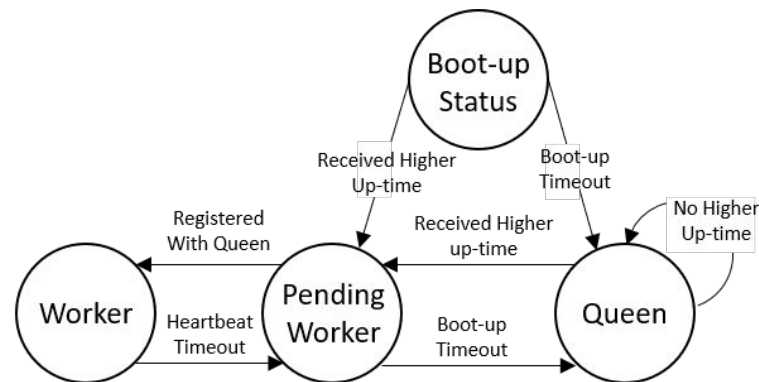 Boot-up
Status
Received Higher
Up-time
Boot-up
Timeout
Registered
With Queen
Received Higher
up-time
No Higher
Up-time
Worker
Pending
Worker
Queen
Heartbeat
Timeout
Boot-up
Timeout